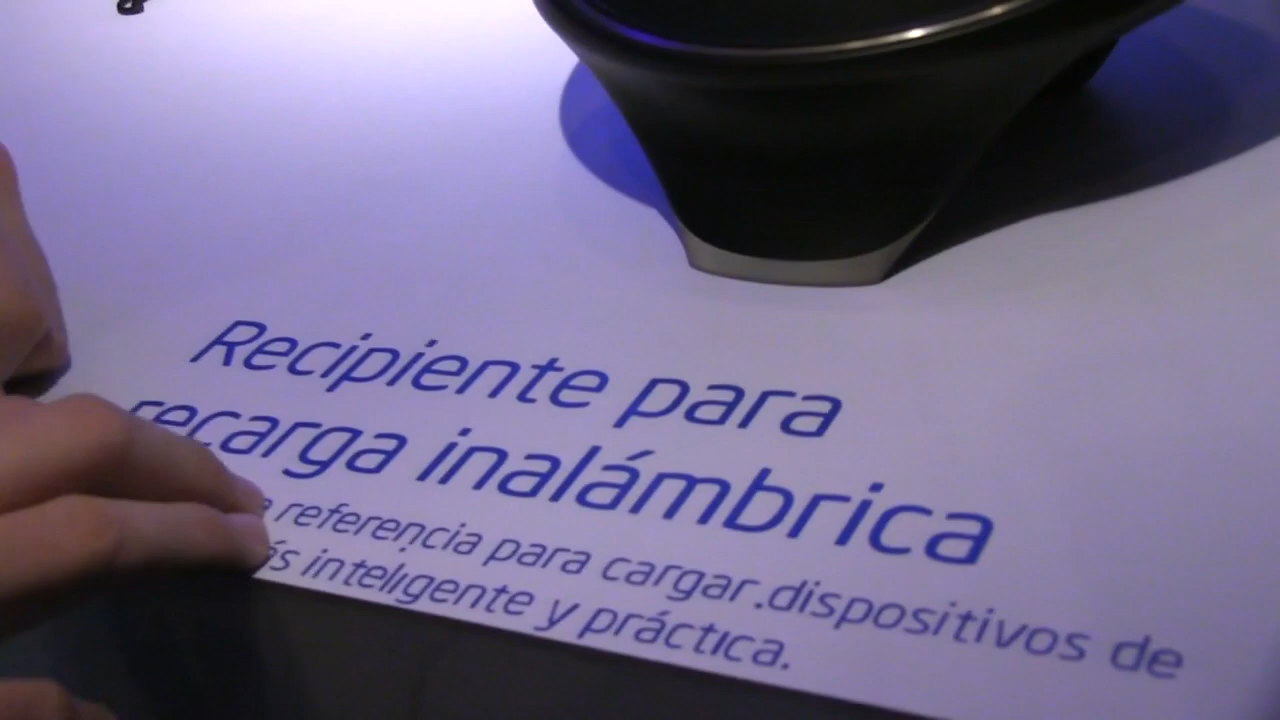 Recipiente para
recarga inalámbrica
referencia para cargar dispositivos de
inteligente y práctica.